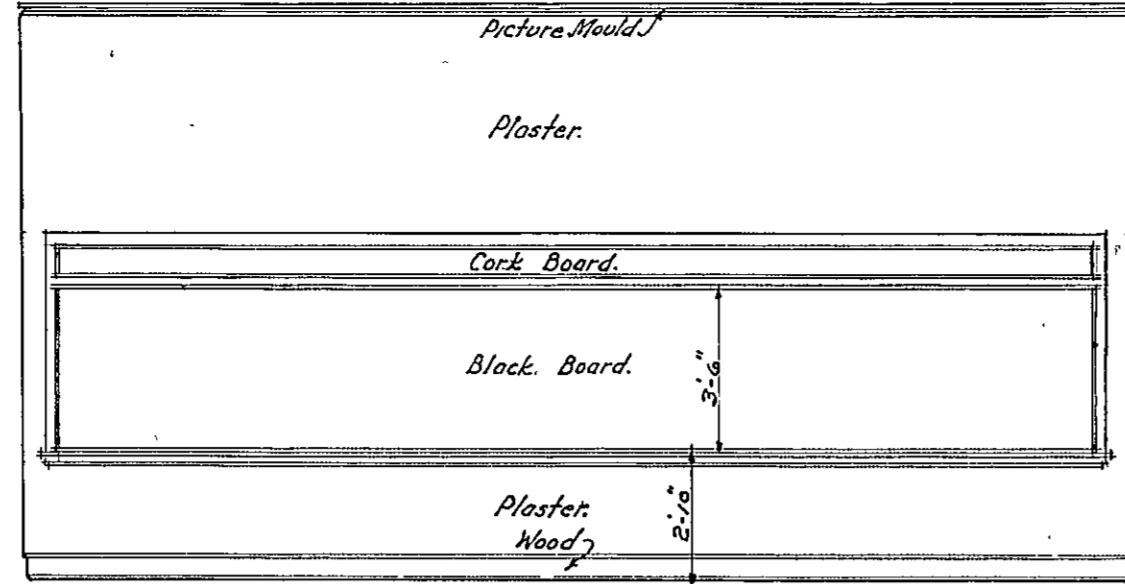 Picture Mould
Plaster.
Cork Board.
Black. Board.
3'-6"
Plaster.
Wood
2'-10"